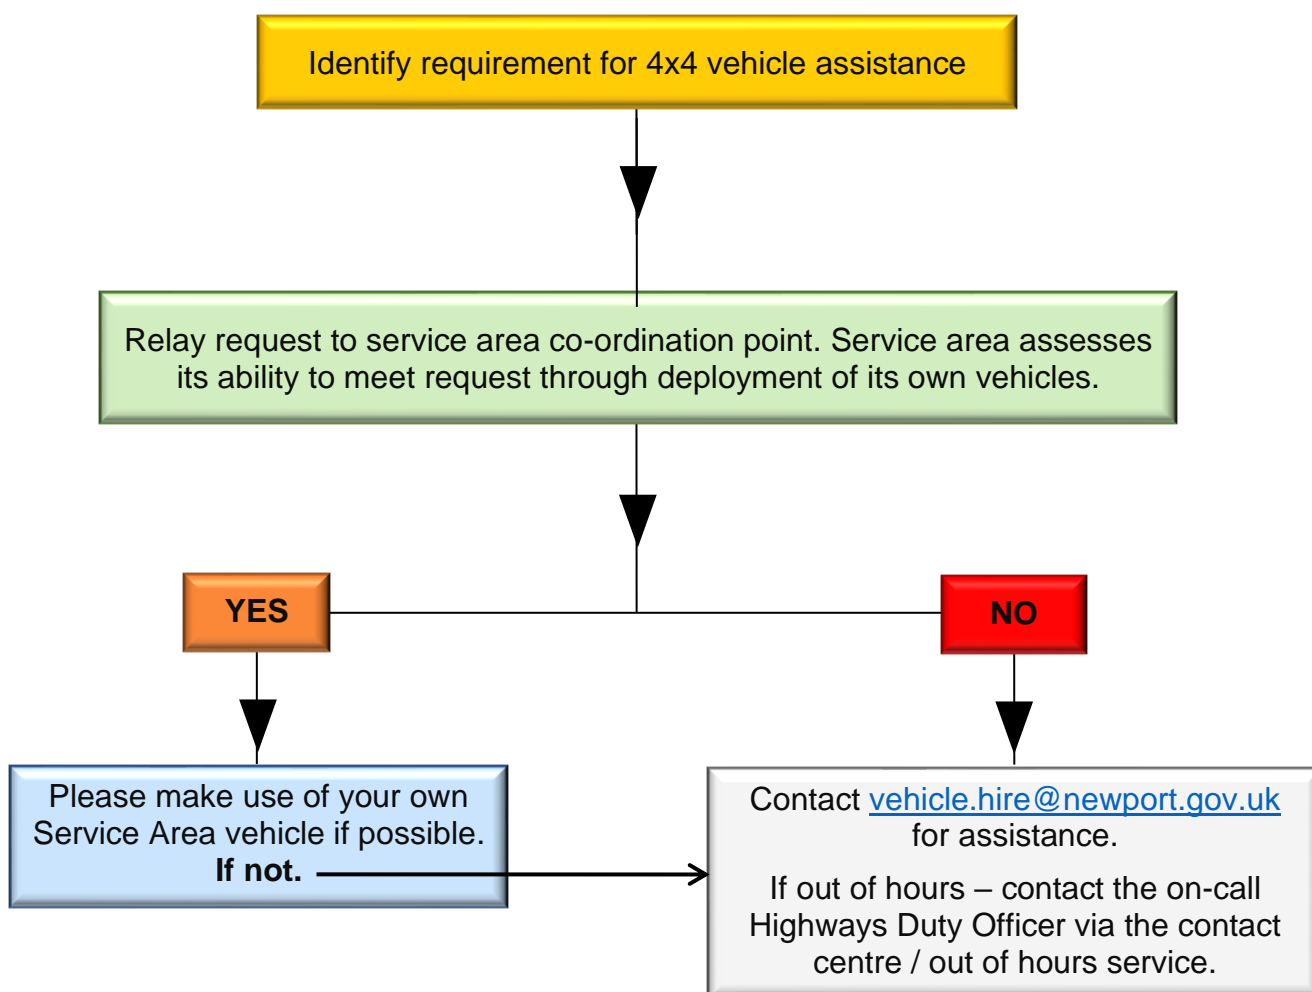 Identify requirement for 4x4 vehicle assistance
Relay request to service area co-ordination point. Service area assesses
its ability to meet request through deployment of its own vehicles.
YES
NO
Please make use of your own
Service Area vehicle if possible.
If not.
Contact vehicle.hire@newport.gov.uk
for assistance.
If out of hours – contact the on-call
Highways Duty Officer via the contact
centre / out of hours service.